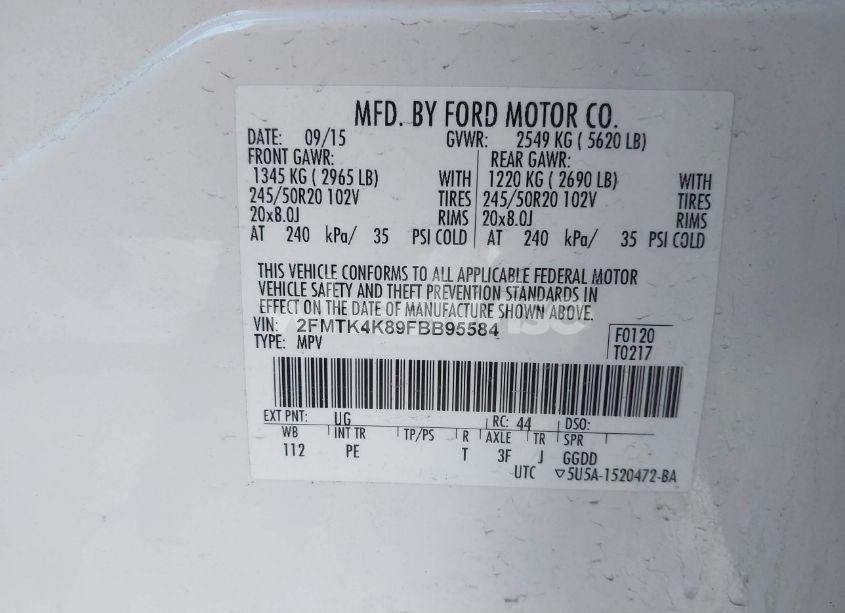 MFD. BY FORD MOTOR CO.
DATE: 09/15 GVWR: 2549 KG ( 5620 LB)
FRONT GAWR: REAR GAWR:
1345 KG ( 2965 LB) WITH 1220 KG ( 2690 LB) WITH
245/50R20 102V TIRES 245/50R20 102V TIRES
20x8.0J RIMS 20x8.0J RIMS
AT 240 kPa/ 35 PSI COLD AT 240 kPa/ 35 PSI COLD
THIS VEHICLE CONFORMS TO ALL APPLICABLE FEDERAL MOTOR
VEHICLE SAFETY AND THEFT PREVENTION STANDARDS IN
EFFECT ON THE DATE OF MANUFACTURE SHOWN ABOVE.
VIN: 2FMTK4K89FBB95584 F0120
TYPE: MPV T0217
EXT PNT: UG RC: 44 DSO:
WB INT TR TP/PS R AXLE TR SPR
112 PE T 3F J GGDD
UTC ▽5U5A-1520472-BA